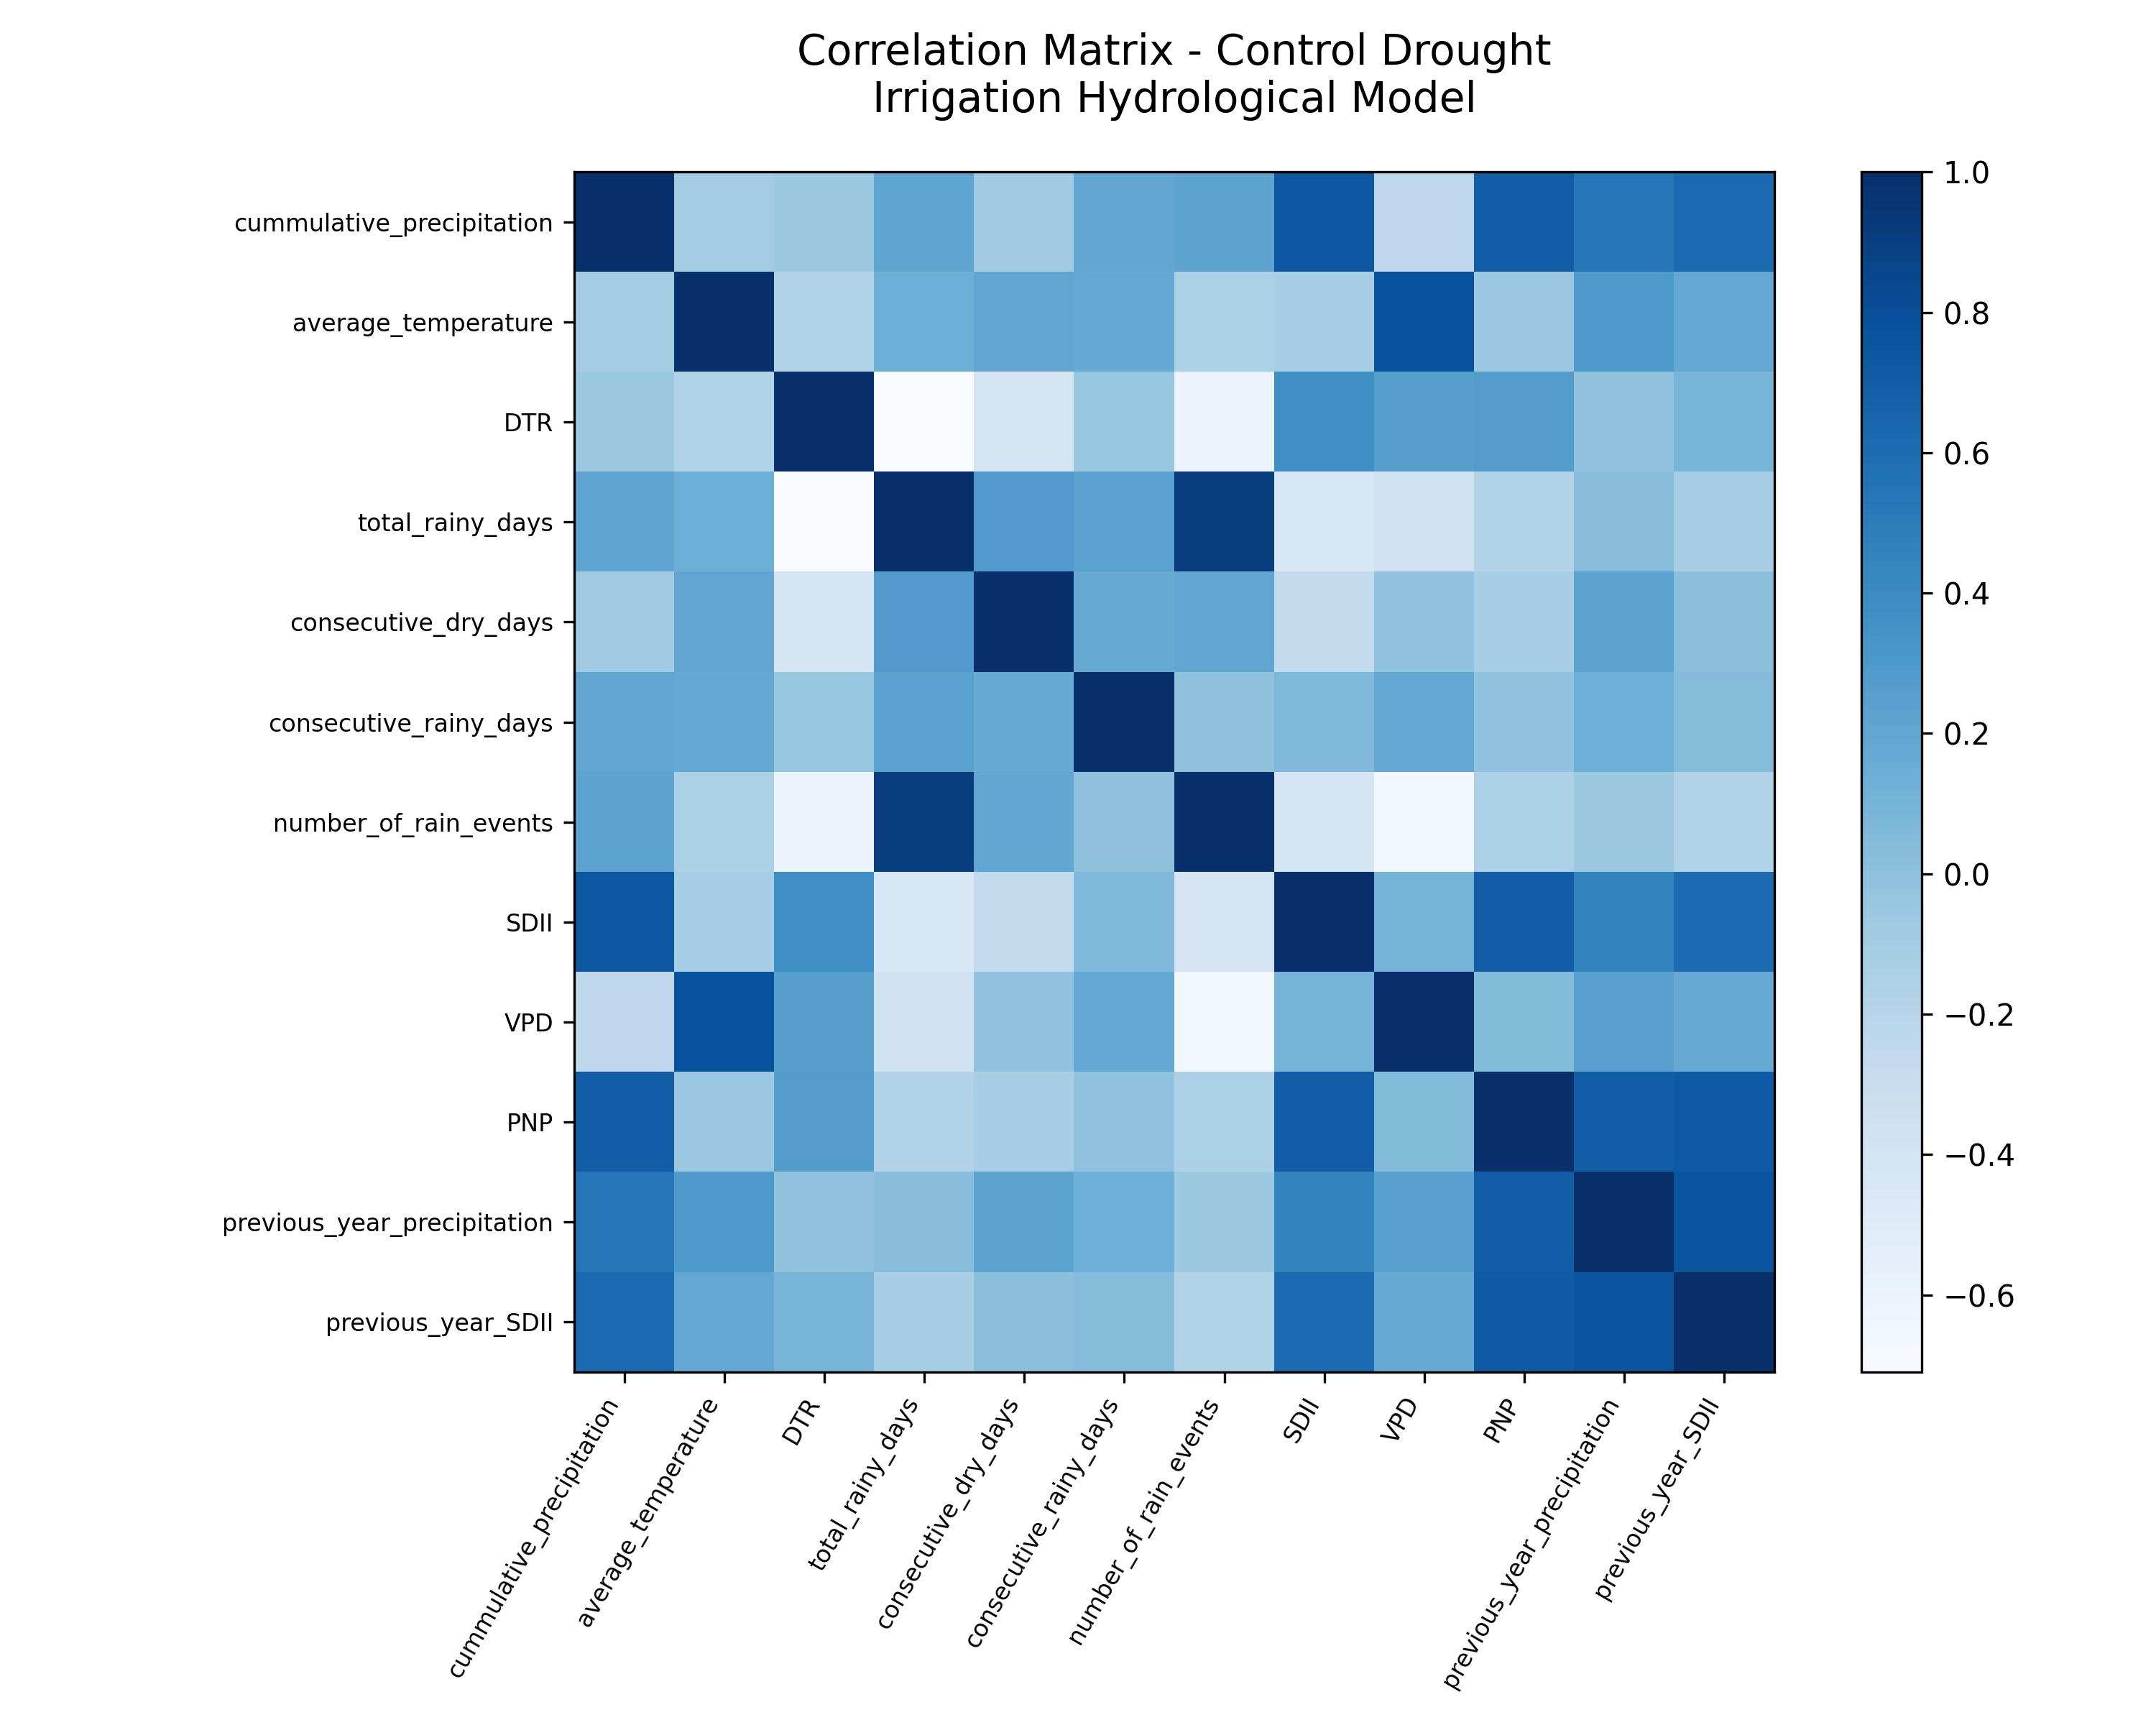 Correlation Matrix - Control Drought
Irrigation Hydrological Model
cummulative_precipitation
average_temperature
DTR
total_rainy_days
consecutive_dry_days
consecutive_rainy_days
number_of_rain_events
SDII
VPD
PNP
previous_year_precipitation
previous_year_SDII
cummulative_precipitation
average_temperature
DTR
total_rainy_days
consecutive_dry_days
consecutive_rainy_days
number_of_rain_events
SDII
VPD
PNP
previous_year_precipitation
previous_year_SDII
1.0
0.8
0.6
0.4
0.2
0.0
−0.2
−0.4
−0.6